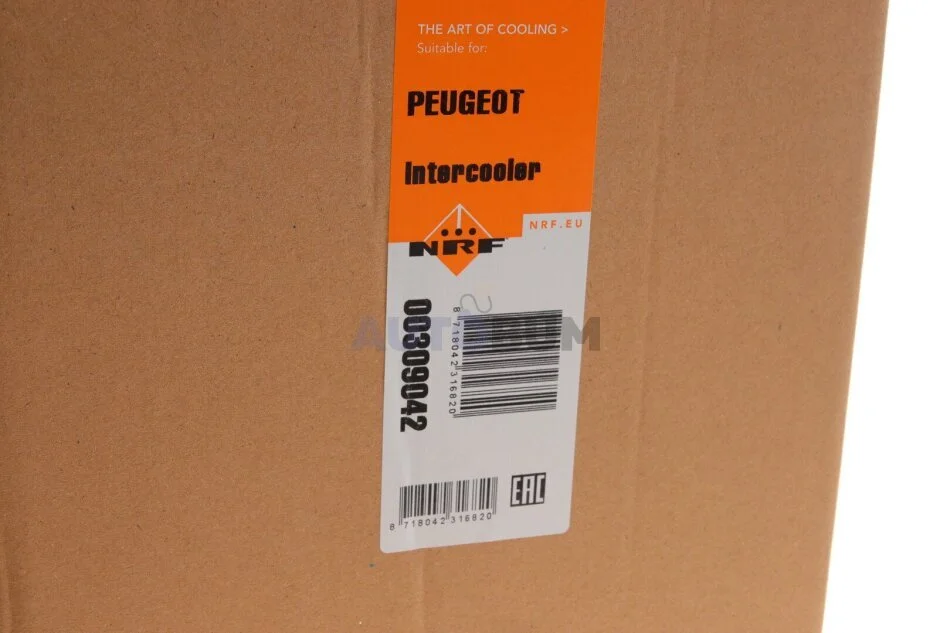 THE ART OF COOLING >
Suitable for:
PEUGEOT
Intercooler
NRF.EU
NRF
00309042
8 718042 316820
8 718042 316820
EAC